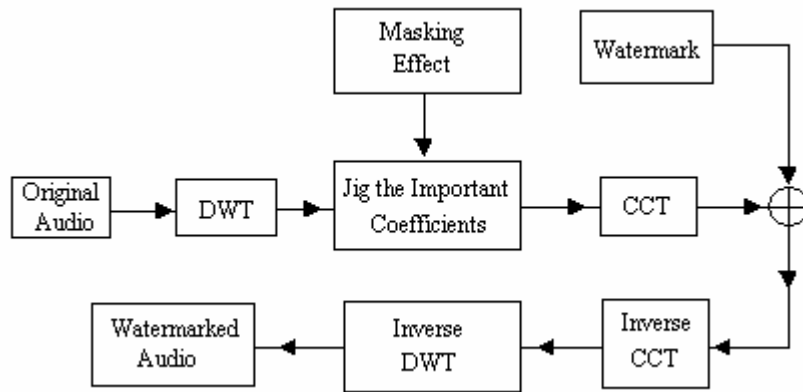 Masking
Effect
Watermark
Original
Audio
DWT
Jig the Important
Coefficients
CCT
Watermarked
Audio
Inverse
DWT
Inverse
CCT